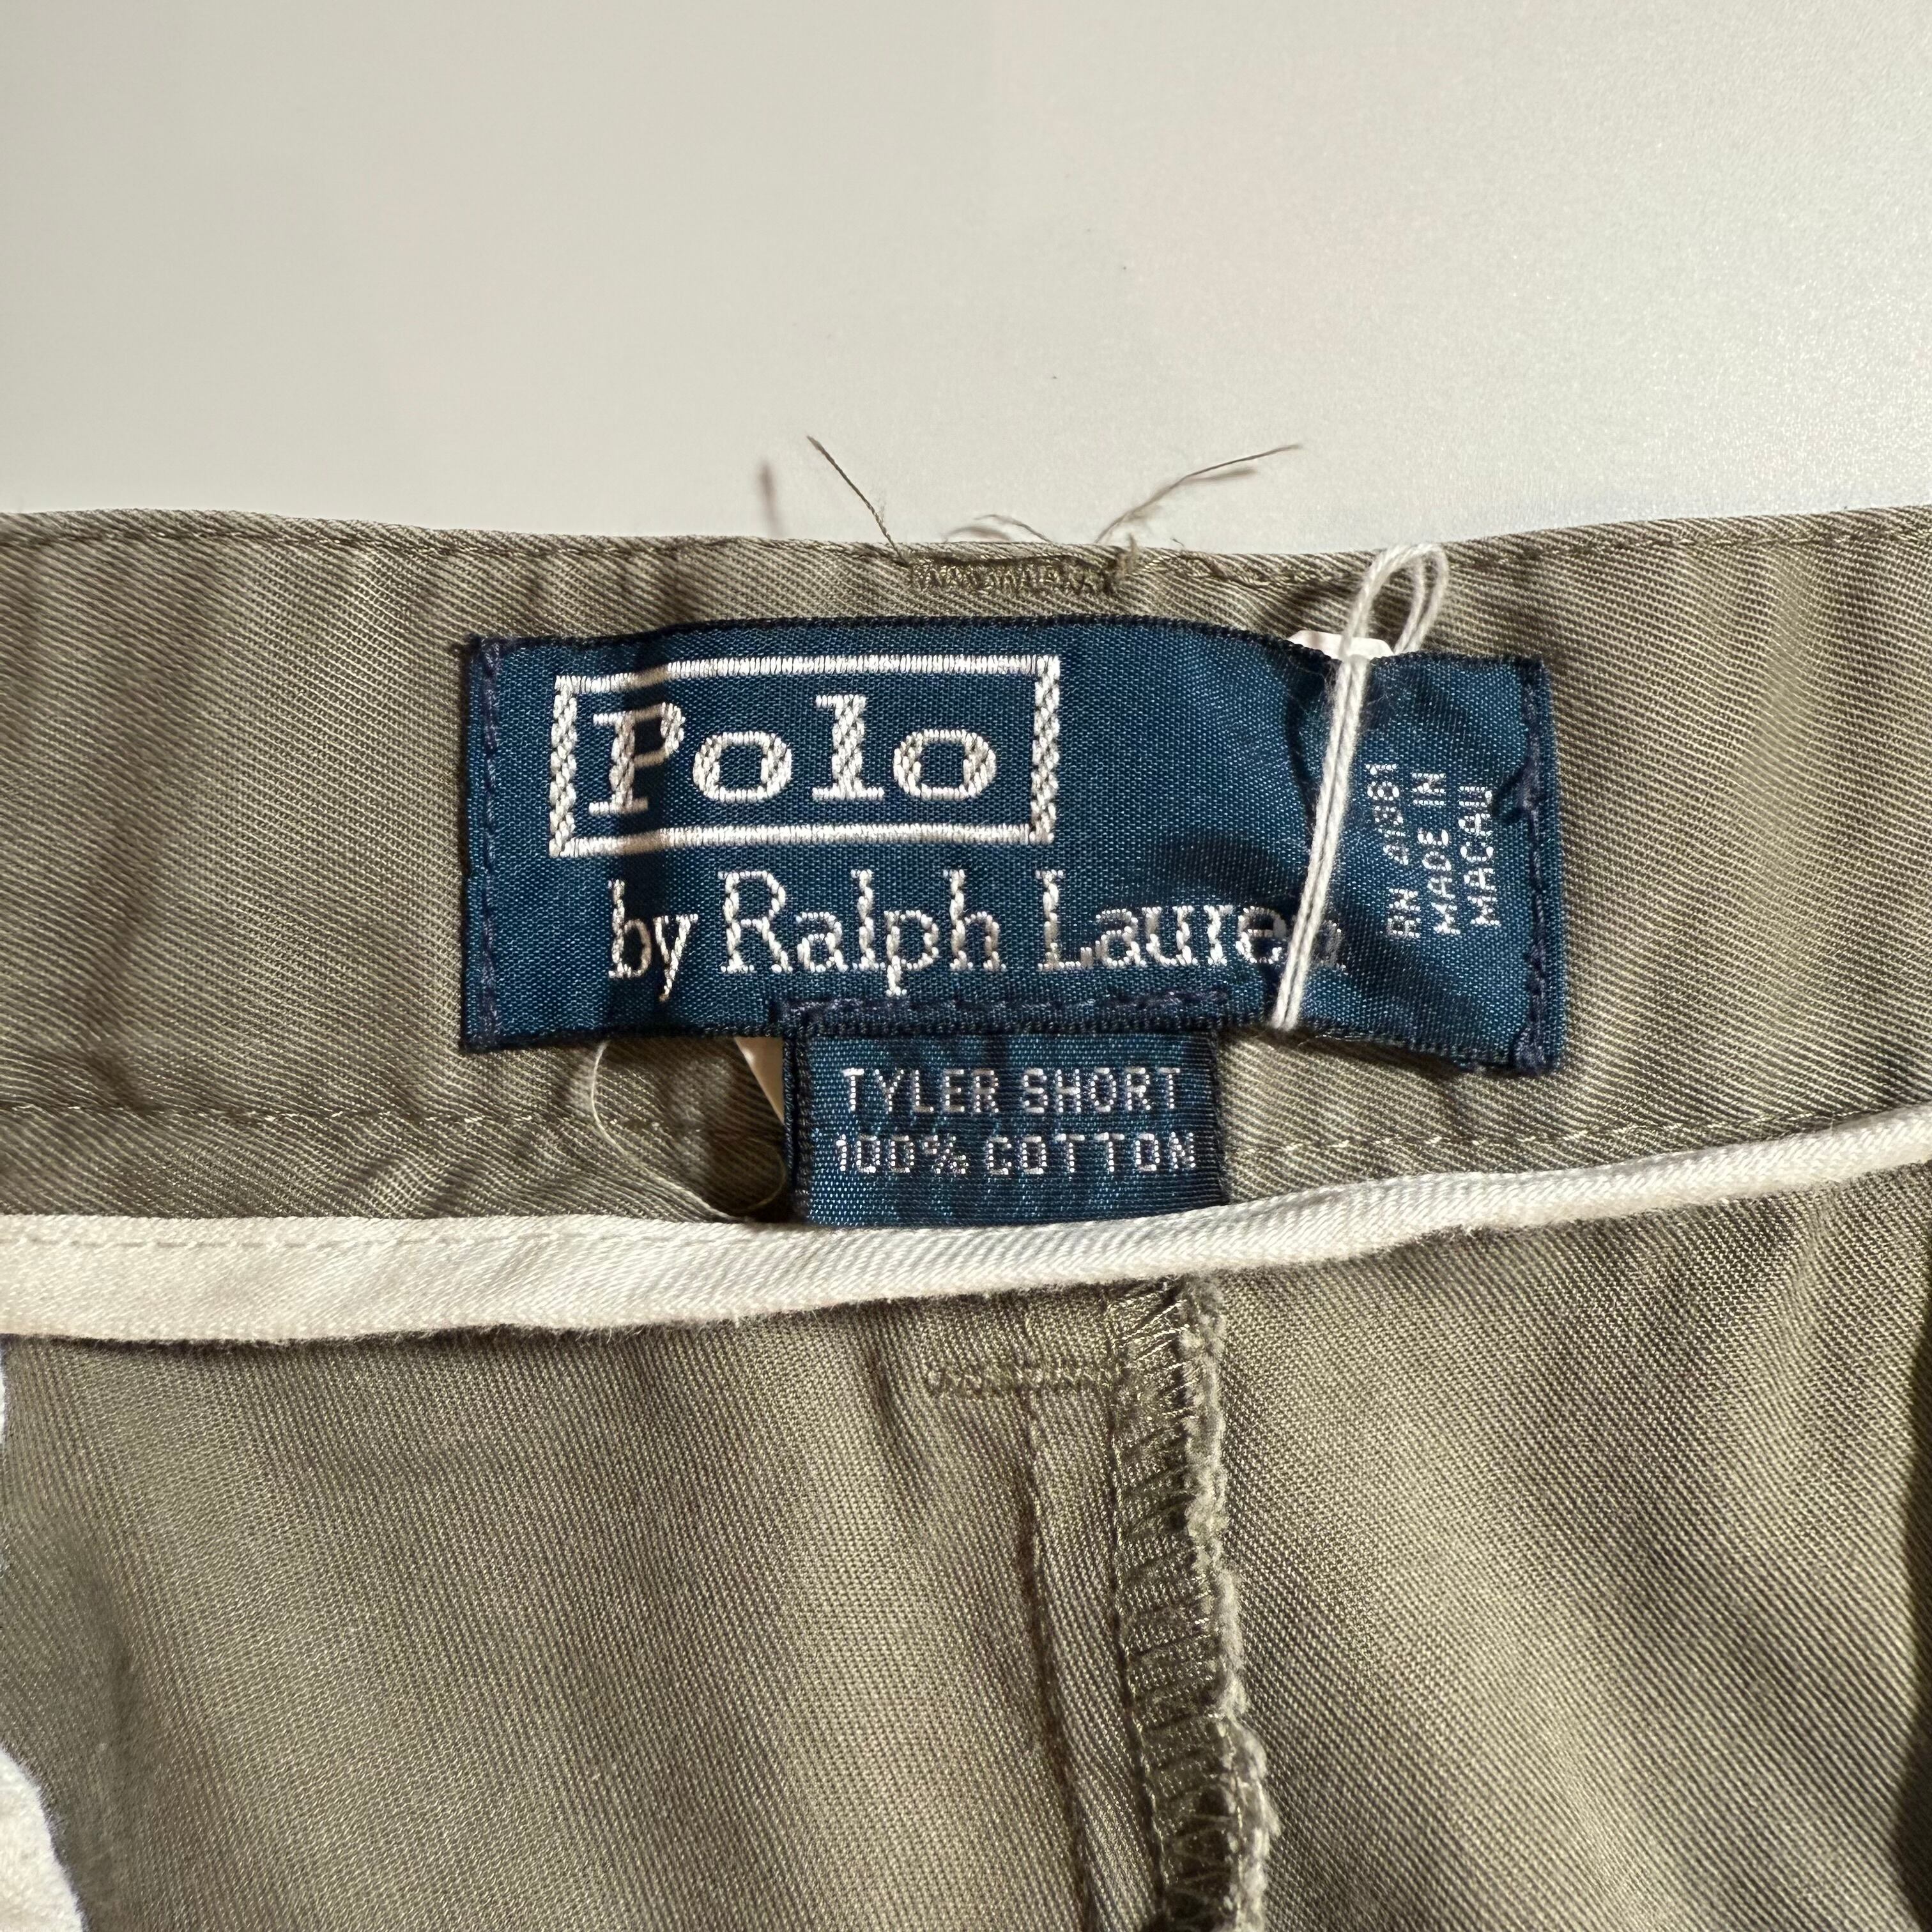 Polo
by Ralph Lauren
RN 41381
MADE IN
MACAU
TYLER SHORT
100% COTTON